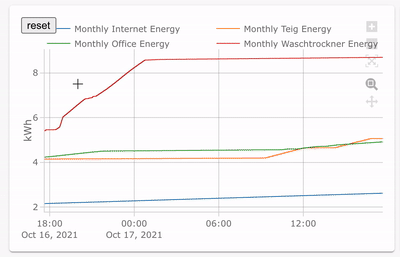 reset
Monthly Internet Energy
Monthly Teig Energy
Monthly Office Energy
Monthly Waschtrockner Energy
8
6
4
2
kWh
18:00 00:00 06:00 12:00
Oct 16, 2021 Oct 17, 2021